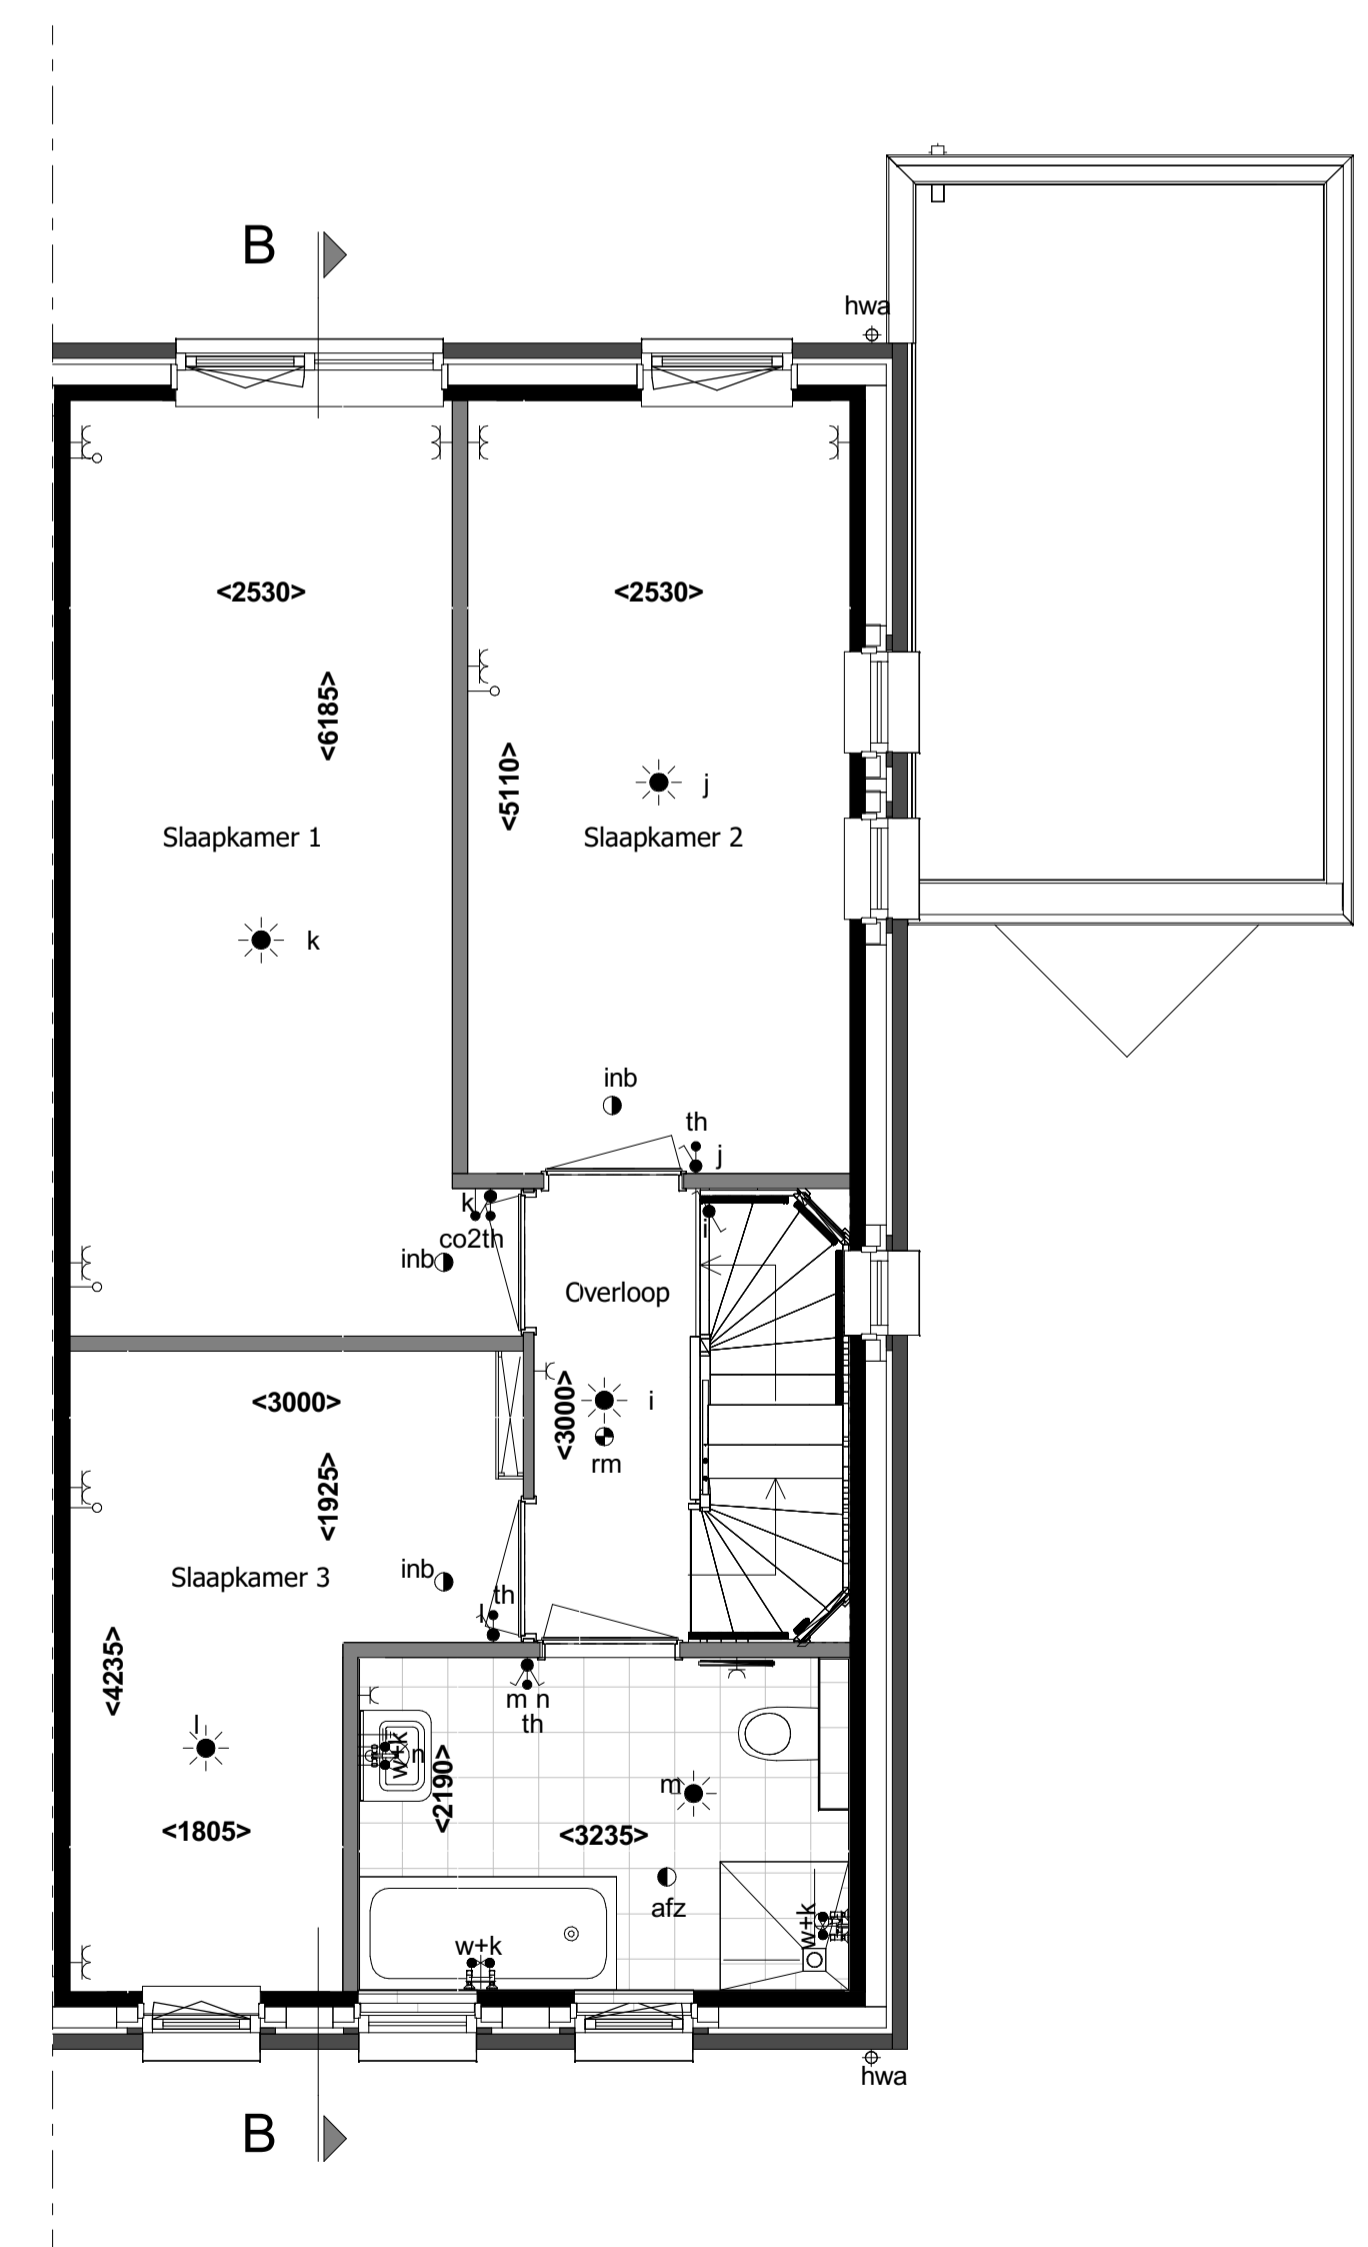 B
hwa
<2530>
<2530>
<6185>
<5110>
j
Slaapkamer 1
Slaapkamer 2
k
inb
th
j
k
co2th
i
inb
Overloop
<3000>
<3000>
i
rm
<1925>
inb
Slaapkamer 3
th
l
<4235>
m n
th
l
w+k
n
<2190>
m
<1805>
<3235>
afz
w+k
w+k
hwa
B